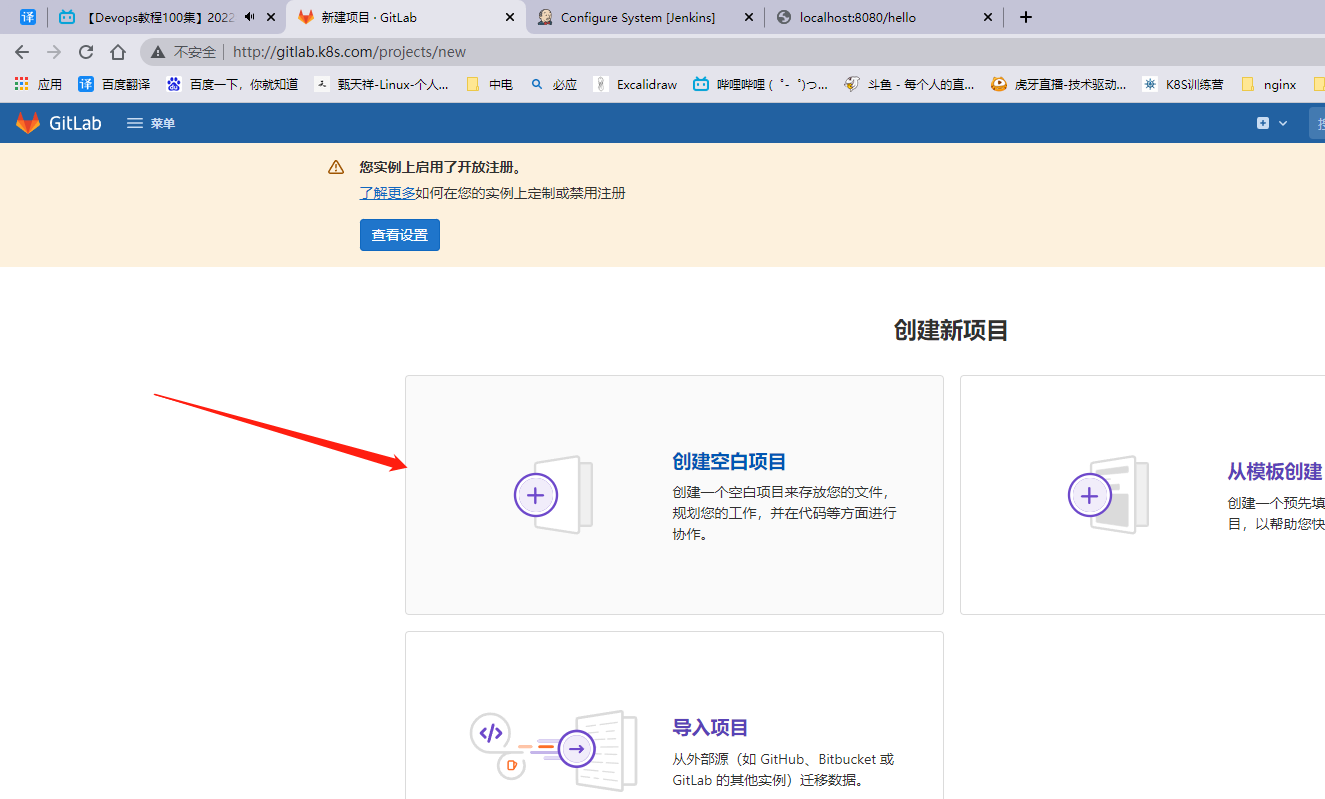 译 【Devops教程100集】2022 新建项目 · GitLab Configure System [Jenkins] localhost:8080/hello
不安全 http://gitlab.k8s.com/projects/new
应用 译 百度翻译 百度一下，你就知道 甄天祥-Linux-个人... 中电 必应 Excalidraw 哔哩哔哩 ( ゜- ゜)つ... 斗鱼 - 每个人的直... 虎牙直播-技术驱动... K8S训练营 nginx
GitLab 菜单
您实例上启用了开放注册。
了解更多如何在您的实例上定制或禁用注册
查看设置
创建新项目
创建空白项目
创建一个空白项目来存放您的文件，
规划您的工作，并在代码等方面进行
协作。
从模板创建
创建一个预先填
目，以帮助您快
导入项目
从外部源（如 GitHub、Bitbucket 或
GitLab 的其他实例）迁移数据。